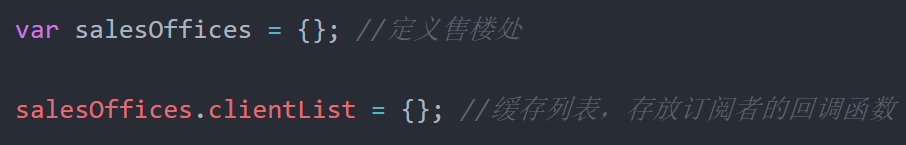 var salesOffices = {}; //定义售楼处
salesOffices.clientList = {}; //缓存列表，存放订阅者的回调函数